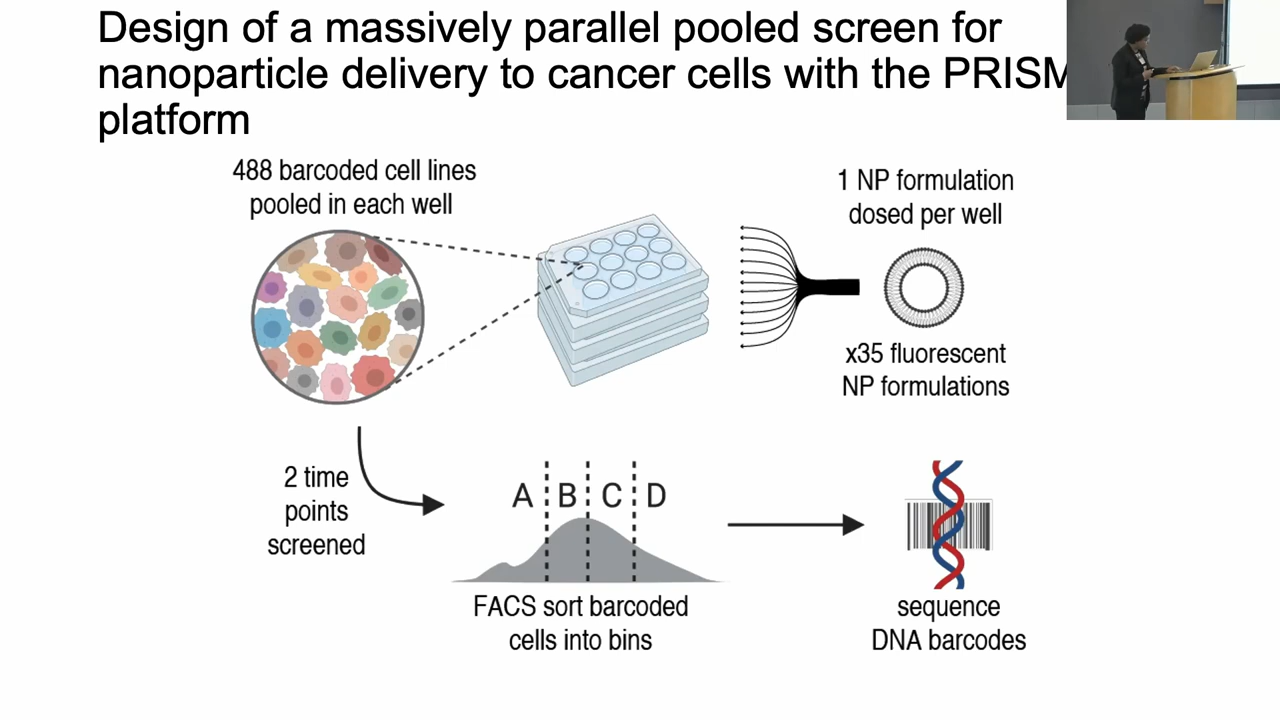 Design of a massively parallel pooled screen for
nanoparticle delivery to cancer cells with the PRISM
platform
488 barcoded cell lines
pooled in each well
1 NP formulation
dosed per well
x35 fluorescent
NP formulations
2 time
points
screened
A B C D
FACS sort barcoded
cells into bins
sequence
DNA barcodes